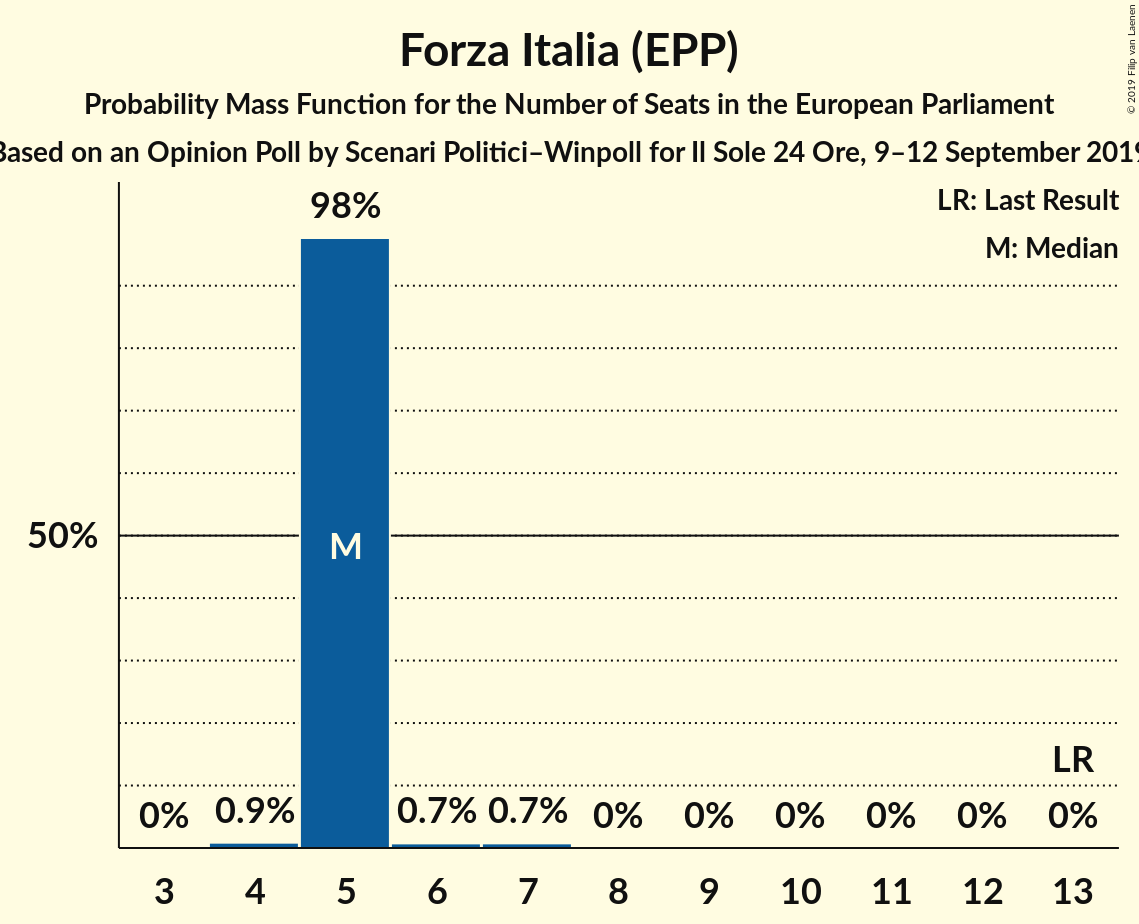 © 2019 Filip van Laenen
Forza Italia (EPP)
Probability Mass Function for the Number of Seats in the European Parliament
Based on an Opinion Poll by Scenari Politici–Winpoll for Il Sole 24 Ore, 9–12 September 2019
LR: Last Result
M: Median
98%
50%
M
LR
0% 0.9% 0.7% 0.7% 0% 0% 0% 0% 0% 0%
3 4 5 6 7 8 9 10 11 12 13